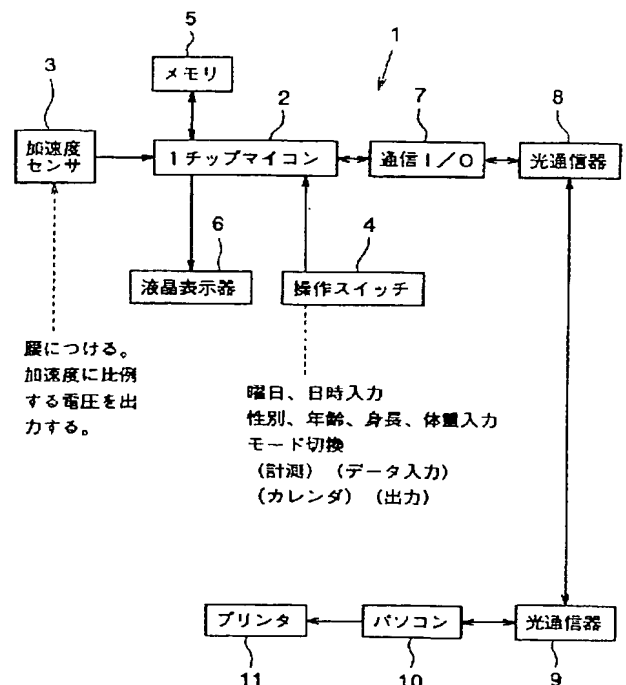 5
1
メモリ
3
2
7
8
加速度
センサ
1チップマイコン
通信I/O
光通信器
6
4
液晶表示器
操作スイッチ
腰につける。
加速度に比例
する電圧を出
力する。
曜日、日時入力
性別、年齢、身長、体重入力
モード切換
(計測) (データ入力)
(カレンダ) (出力)
プリンタ
パソコン
光通信器
11
10
9